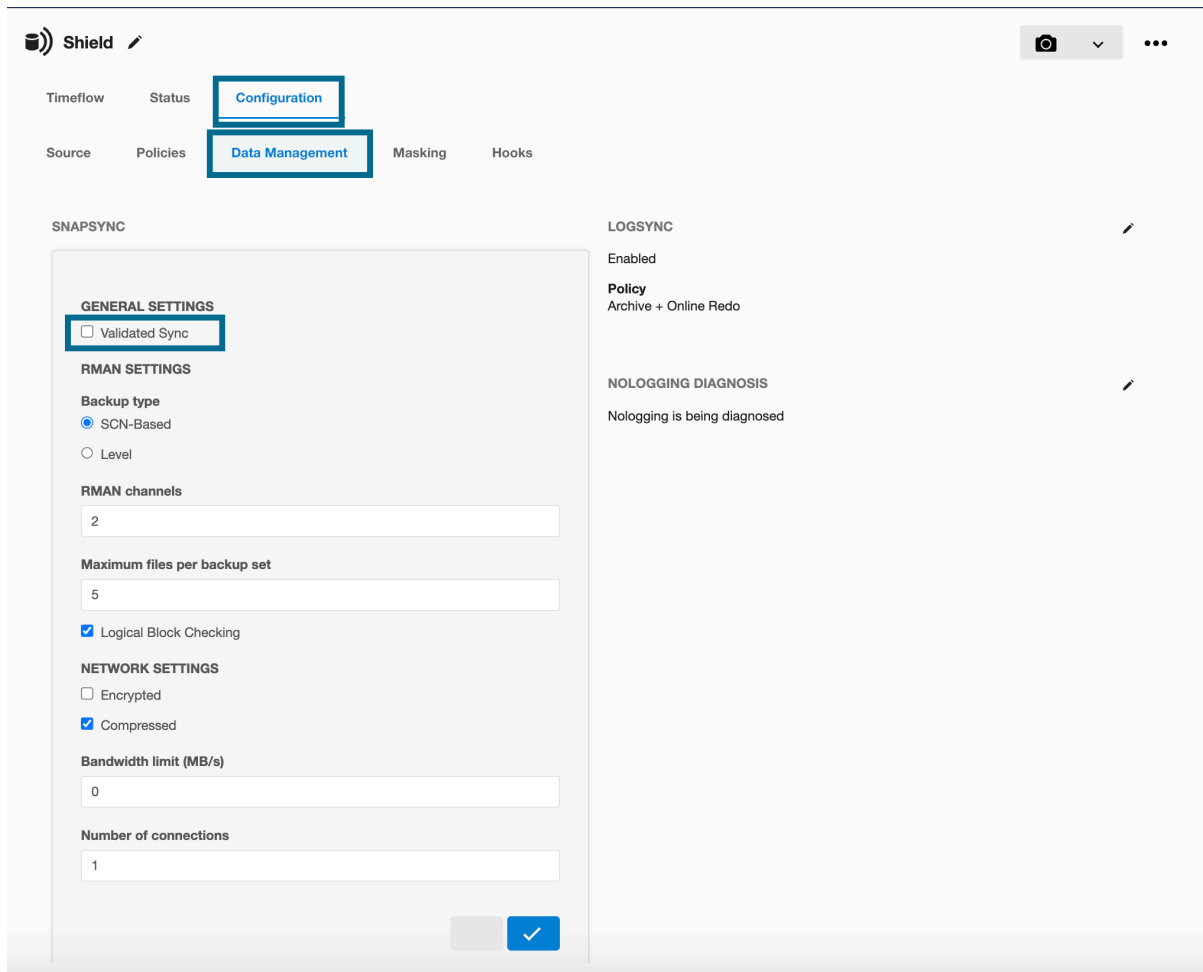 Shield
Timeflow Status Configuration
Source Policies Data Management Masking Hooks
SNAPSYNC
GENERAL SETTINGS
Validated Sync
RMAN SETTINGS
Backup type
SCN-Based
Level
RMAN channels
2
Maximum files per backup set
5
Logical Block Checking
NETWORK SETTINGS
Encrypted
Compressed
Bandwidth limit (MB/s)
0
Number of connections
1
LOGSYNC
Enabled
Policy
Archive + Online Redo
NOLOGGING DIAGNOSIS
Nologging is being diagnosed